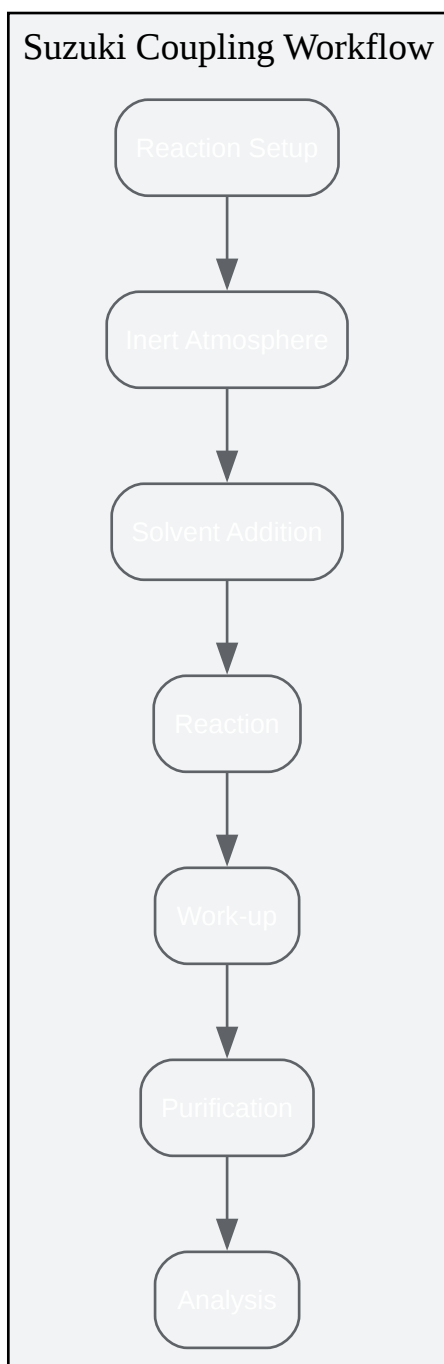 Suzuki Coupling Workflow
Reaction Setup
Inert Atmosphere
Solvent Addition
Reaction
Work-up
Purification
Analysis